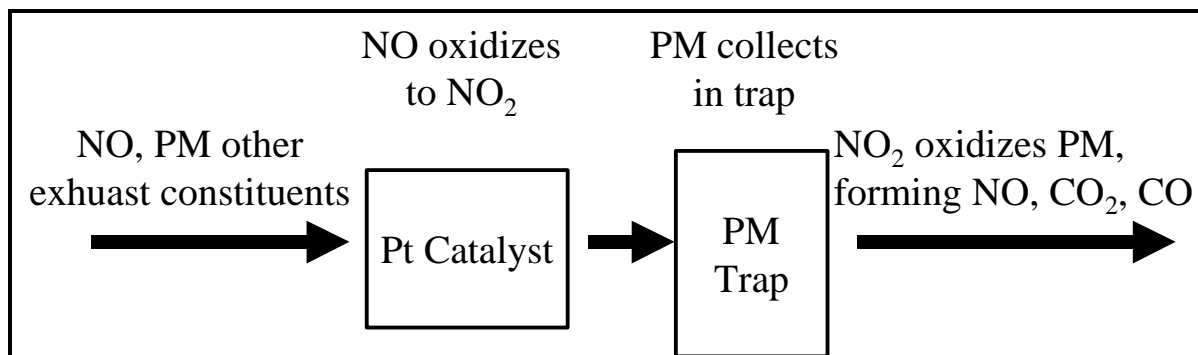 NO oxidizes
to NO₂
PM collects
in trap
NO, PM other
exhuast constituents
Pt Catalyst
PM
Trap
NO₂ oxidizes PM,
forming NO, CO₂, CO